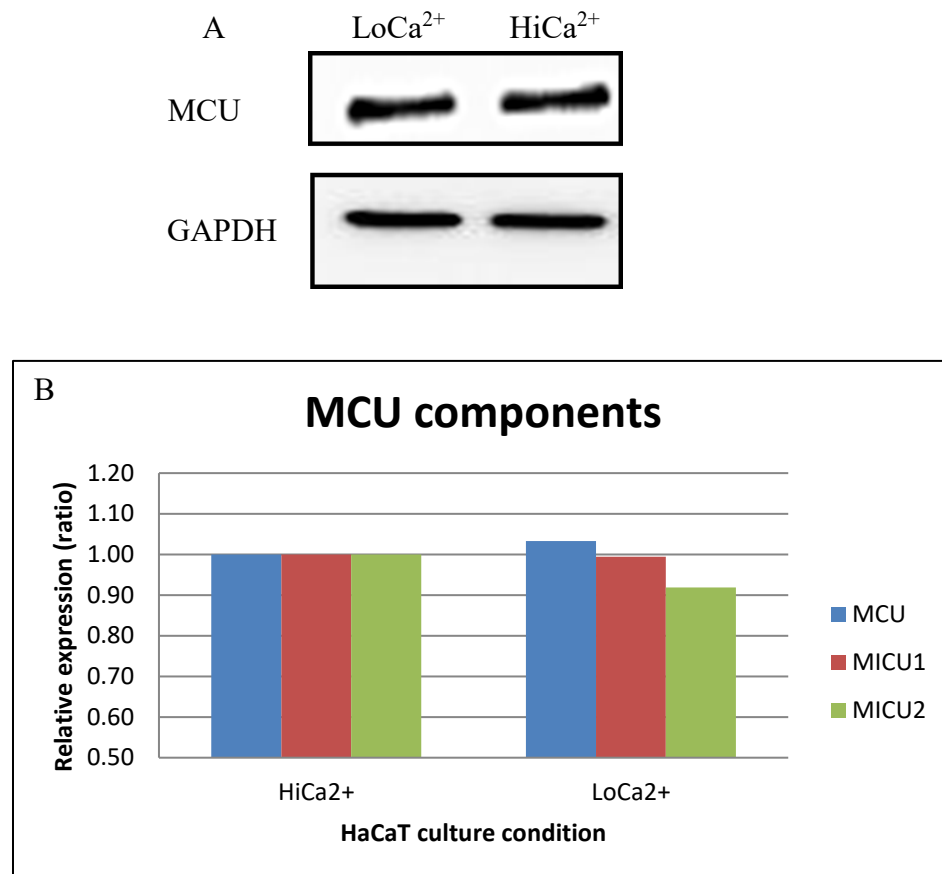 A LoCa²⁺ HiCa²⁺
MCU
GAPDH
B
MCU components
Relative expression (ratio)
1.20
1.10
1.00
0.90
0.80
0.70
0.60
0.50
HiCa2+ LoCa2+
HaCaT culture condition
MCU
MICU1
MICU2